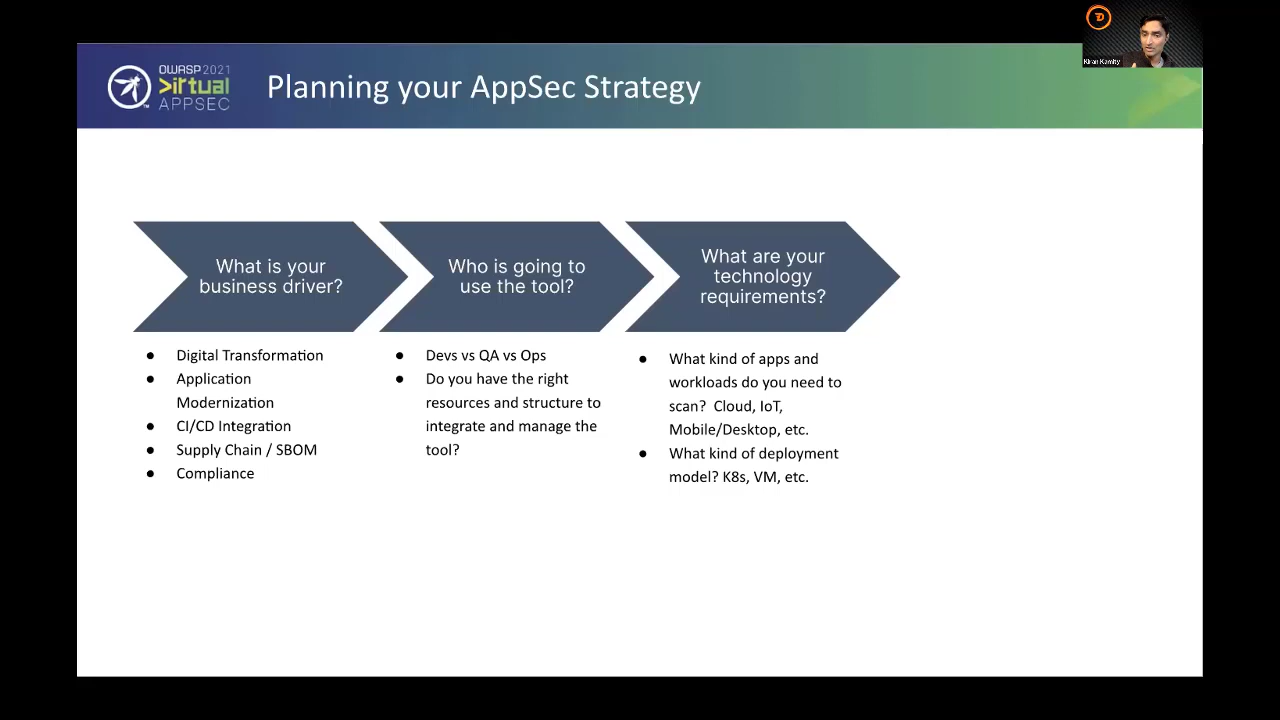 OWASP 2021
>irtual
APPSEC
Planning your AppSec Strategy
Kiran Kamity
What is your
business driver?
Who is going to
use the tool?
What are your
technology
requirements?
● Digital Transformation
● Application
Modernization
● CI/CD Integration
● Supply Chain / SBOM
● Compliance
● Devs vs QA vs Ops
● Do you have the right
resources and structure to
integrate and manage the
tool?
● What kind of apps and
workloads do you need to
scan? Cloud, IoT,
Mobile/Desktop, etc.
● What kind of deployment
model? K8s, VM, etc.